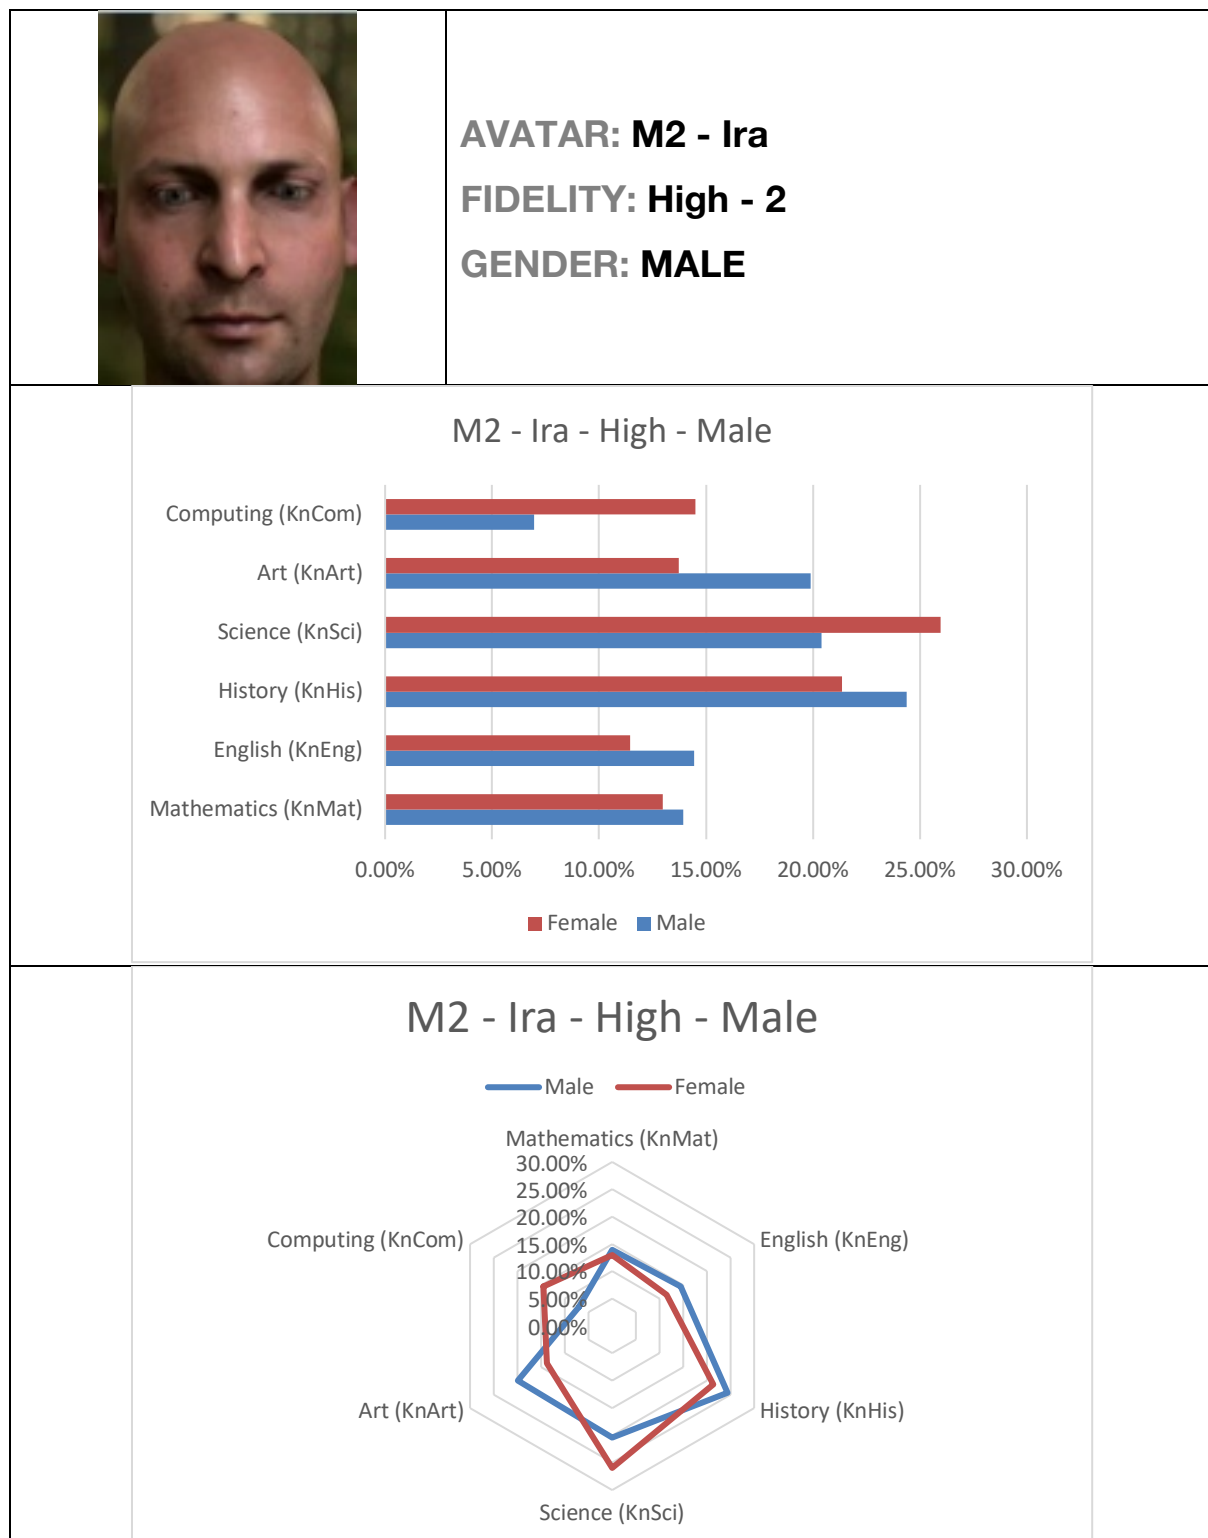 AVATAR: M2 - Ira
FIDELITY: High - 2
GENDER: MALE
M2 - Ira - High - Male
Computing (KnCom)
Art (KnArt)
Science (KnSci)
History (KnHis)
English (KnEng)
Mathematics (KnMat)
0.00% 5.00% 10.00% 15.00% 20.00% 25.00% 30.00%
Female Male
M2 - Ira - High - Male
Male Female
Mathematics (KnMat)
30.00%
25.00%
20.00%
15.00%
Computing (KnCom) English (KnEng)
10.00%
5.00%
0.00%
Art (KnArt) History (KnHis)
Science (KnSci)